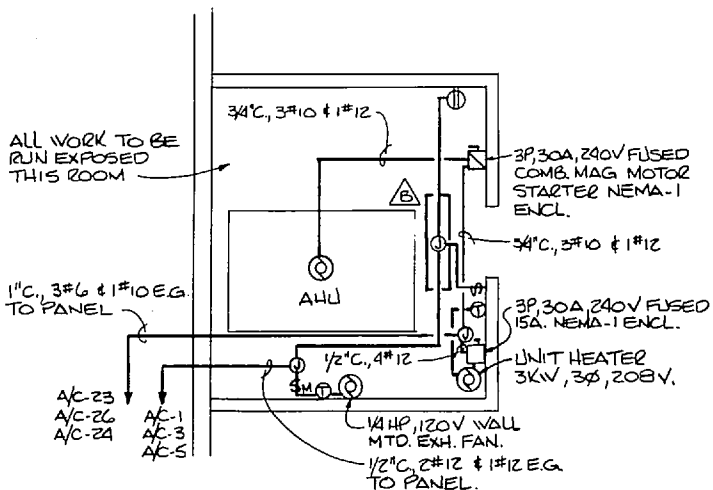 3/4"C., 3#10 & 1#12
ALL WORK TO BE
RUN EXPOSED
THIS ROOM
3P,30A,240V FUSED
COMB. MAG MOTOR
STARTER NEMA-1
ENCL.
B
J
3/4"C., 3#10 & 1#12
AHU
S
1"C., 3#6 & 1#10 E.G.
TO PANEL
T
J
3P,30A,240V FUSED
15A. NEMA-1 ENCL.
1/2"C., 4#12
J
UNIT HEATER
3KW, 3Ø, 208V.
SM
T
A/C-23
A/C-26
A/C-24
A/C-1
A/C-3
A/C-5
1/4 HP, 120V WALL
MTD. EXH. FAN.
1/2"C, 2#12 & 1#12 E.G.
TO PANEL.